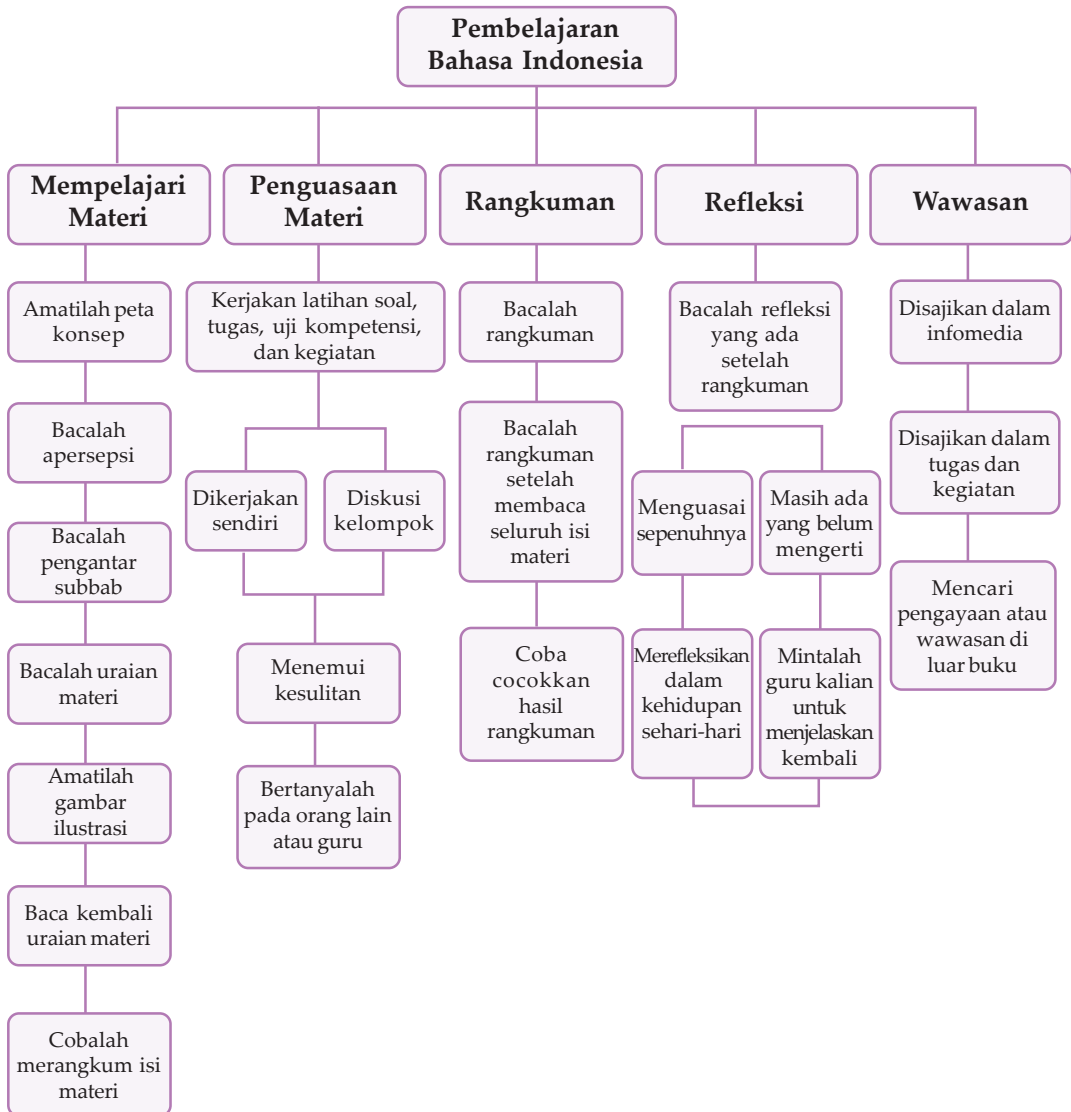 Pembelajaran
Bahasa Indonesia
Mempelajari
Materi
Amatilah peta
konsep
Bacalah
apersepsi
Bacalah
pengantar
subbab
Bacalah uraian
materi
Amatilah
gambar
ilustrasi
Baca kembali
uraian materi
Cobalah
merangkum isi
materi
Penguasaan
Materi
Kerjakan latihan soal,
tugas, uji kompetensi,
dan kegiatan
Dikerjakan
sendiri
Diskusi
kelompok
Menemui
kesulitan
Bertanyalah
pada orang lain
atau guru
Rangkuman
Bacalah
rangkuman
Bacalah
rangkuman
setelah
membaca
seluruh isi
materi
Coba
cocokkan
hasil
rangkuman
Refleksi
Bacalah refleksi
yang ada
setelah
rangkuman
Menguasai
sepenuhnya
Masih ada
yang belum
mengerti
Merefleksikan
dalam
kehidupan
sehari-hari
Mintalah
guru kalian
untuk
menjelaskan
kembali
Wawasan
Disajikan dalam
infomedia
Disajikan dalam
tugas dan
kegiatan
Mencari
pengayaan atau
wawasan di
luar buku